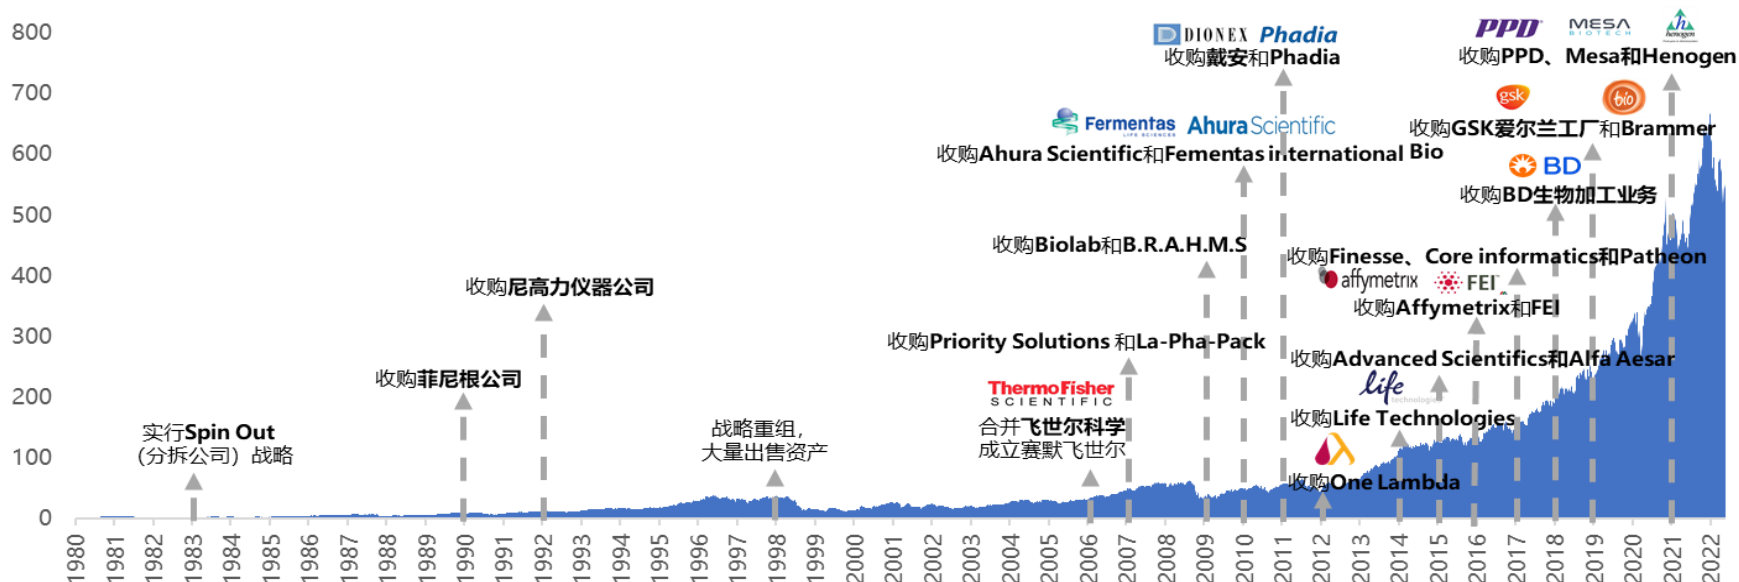 800
700
600
500
400
300
200
100
0
实行Spin Out
（分拆公司）战略
收购菲尼根公司
收购尼高力仪器公司
战略重组，
大量出售资产
ThermoFisher
SCIENTIFIC
合并飞世尔科学
成立赛默飞世尔
收购Priority Solutions 和La-Pha-Pack
收购Biolab和B.R.A.H.M.S
Fermentas
LIFE SCIENCES
Ahura Scientific
收购Ahura Scientific和Fementas international
DIONEX
Phadia
收购戴安和Phadia
收购One Lambda
life
technologies
收购Life Technologies
收购Advanced Scientifics和Alfa Aesar
affymetrix
FEI
收购Affymetrix和FEI
收购Finesse、Core informatics和Patheon
BD
收购BD生物加工业务
gsk
bio
收购GSK爱尔兰工厂和Brammer
Bio
PPD
MESA
BIOTECH
henogen
收购PPD、Mesa和Henogen
1980
1981
1982
1983
1984
1985
1986
1987
1988
1989
1990
1991
1992
1993
1994
1995
1996
1997
1998
1999
2000
2001
2002
2003
2004
2005
2006
2007
2008
2009
2010
2011
2012
2013
2014
2015
2016
2017
2018
2019
2020
2021
2022